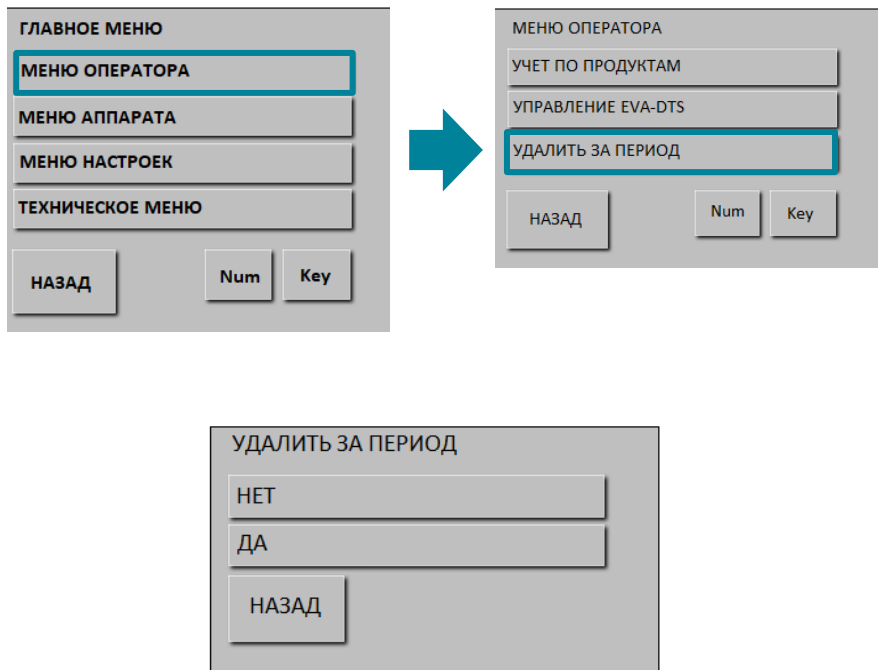 ГЛАВНОЕ МЕНЮ
МЕНЮ ОПЕРАТОРА
МЕНЮ АППАРАТА
МЕНЮ НАСТРОЕК
ТЕХНИЧЕСКОЕ МЕНЮ
НАЗАД
Num
Key
МЕНЮ ОПЕРАТОРА
УЧЕТ ПО ПРОДУКТАМ
УПРАВЛЕНИЕ EVA-DTS
УДАЛИТЬ ЗА ПЕРИОД
НАЗАД
Num
Key
УДАЛИТЬ ЗА ПЕРИОД
НЕТ
ДА
НАЗАД